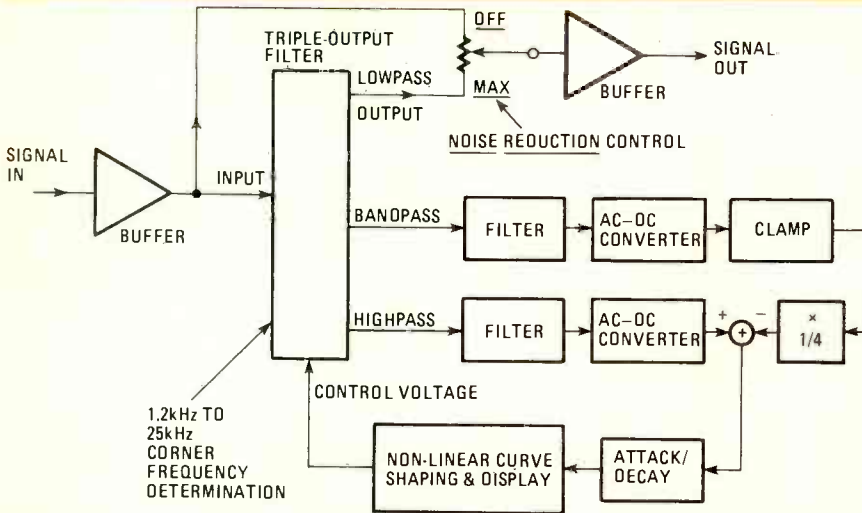 OFF
TRIPLE-OUTPUT
FILTER
LOWPASS
OUTPUT
MAX
BUFFER
SIGNAL
OUT
NOISE REDUCTION CONTROL
SIGNAL
IN
INPUT
BUFFER
BANDPASS
FILTER
AC-DC
CONVERTER
CLAMP
HIGHPASS
FILTER
AC-DC
CONVERTER
+
+
−
×
1/4
CONTROL VOLTAGE
1.2kHz TO
25kHz
CORNER
FREQUENCY
DETERMINATION
NON-LINEAR CURVE
SHAPING & DISPLAY
ATTACK/
DECAY